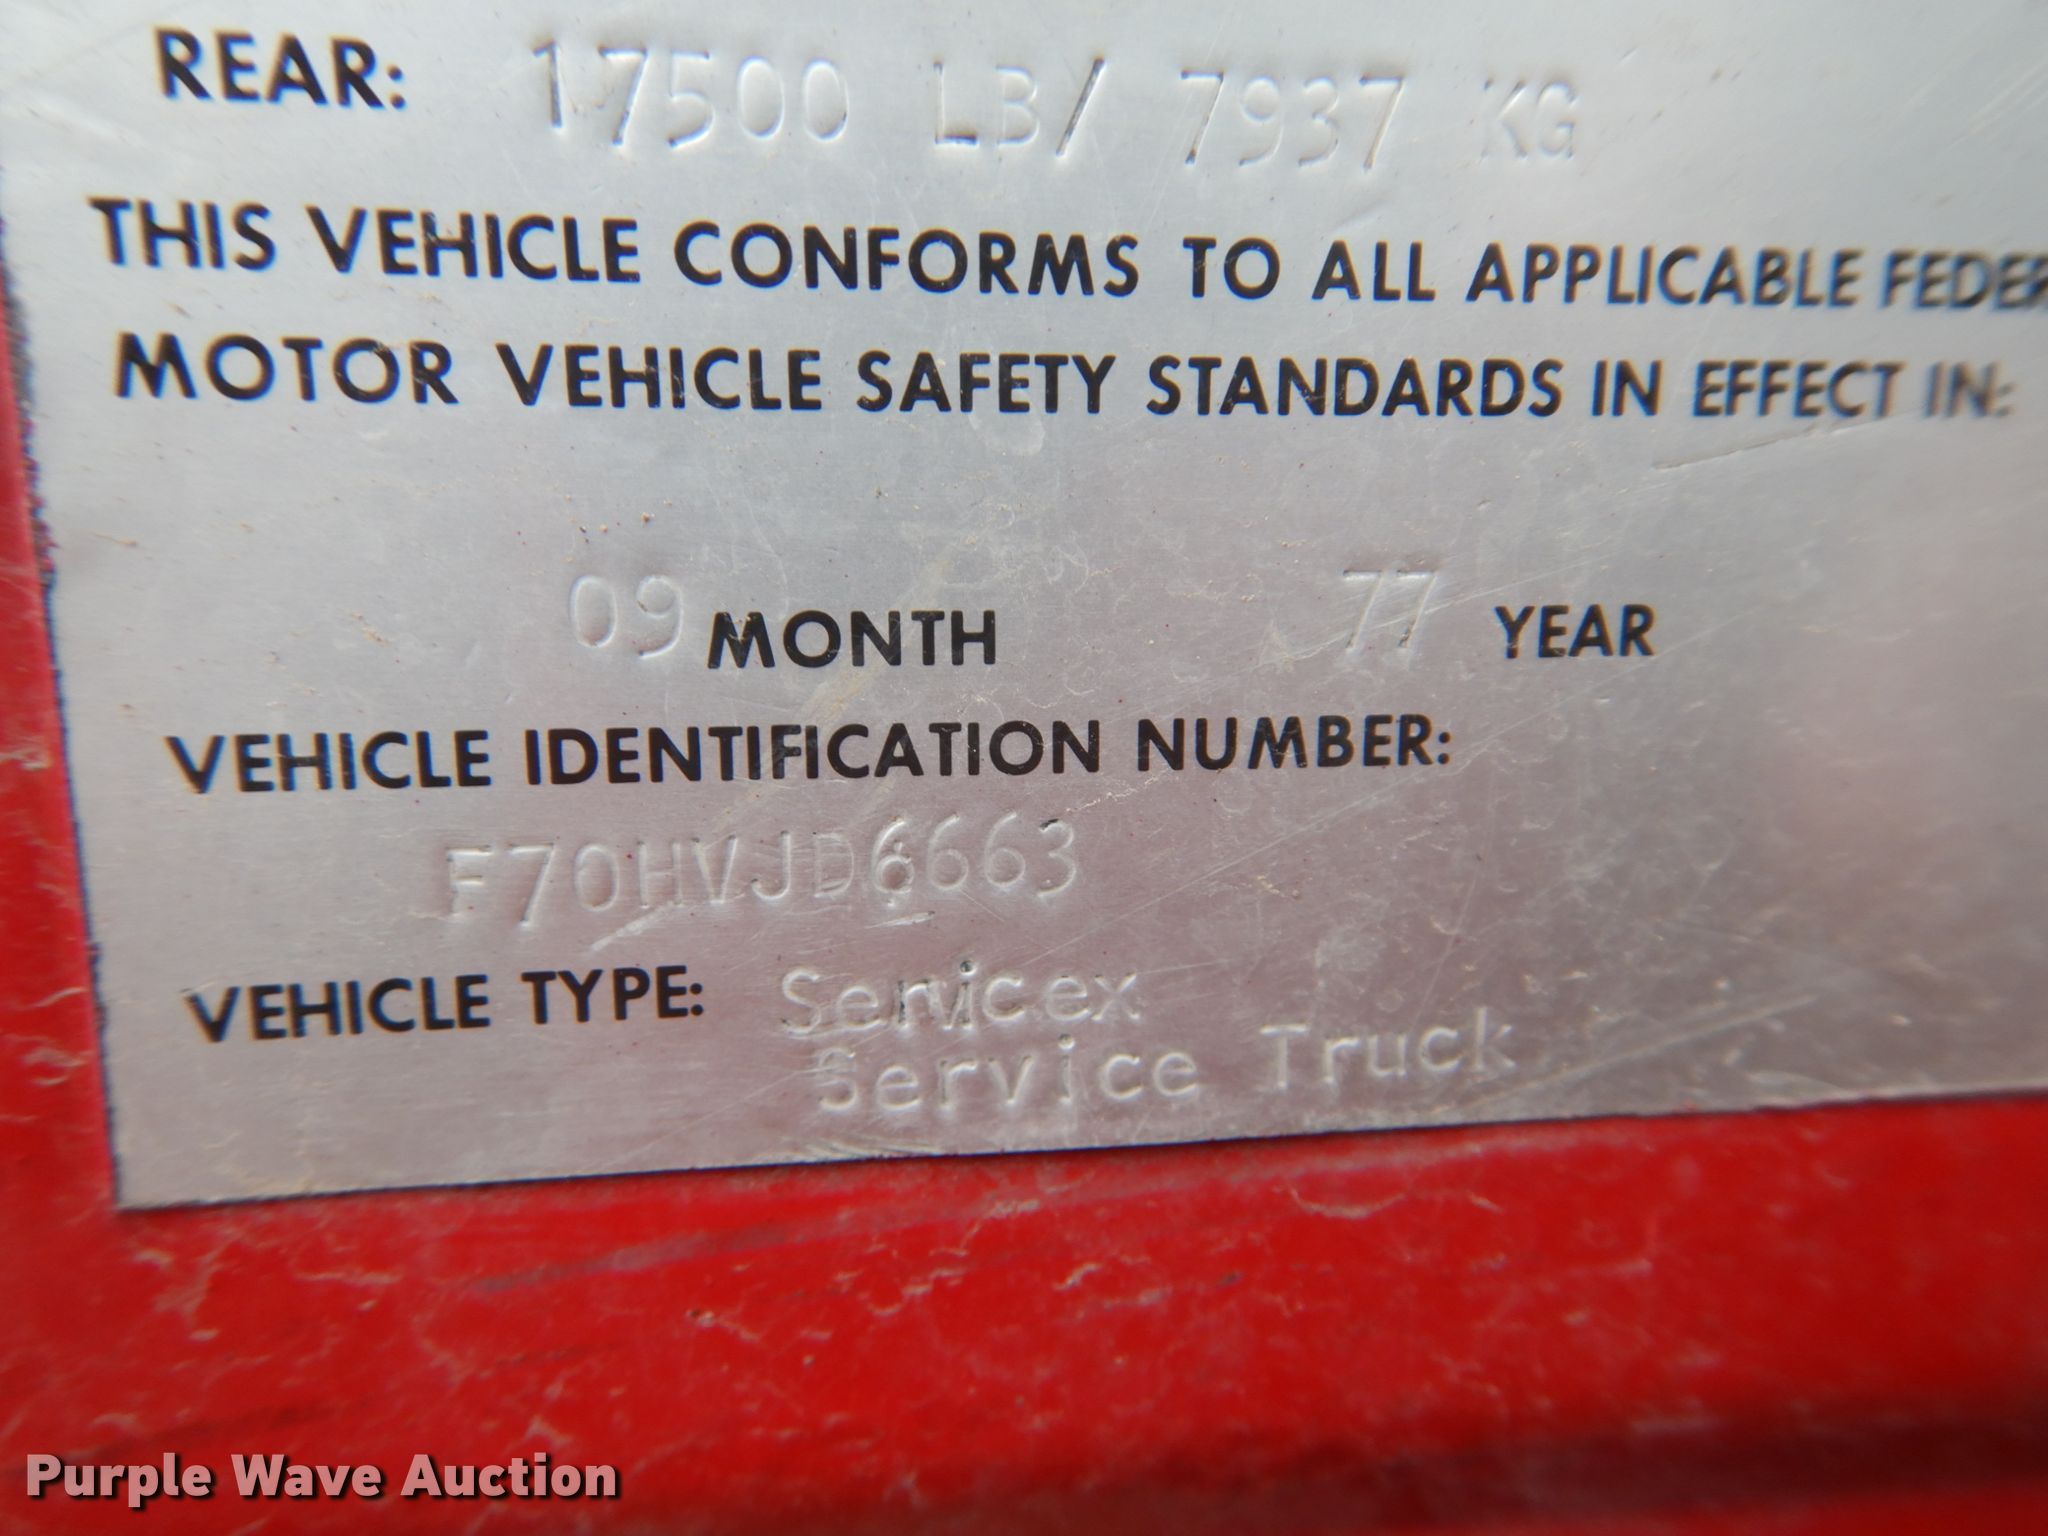 REAR: 17500 LB/ 7937 KG
THIS VEHICLE CONFORMS TO ALL APPLICABLE FEDER
MOTOR VEHICLE SAFETY STANDARDS IN EFFECT IN:
09 MONTH 77 YEAR
VEHICLE IDENTIFICATION NUMBER:
F70HVJD6663
VEHICLE TYPE: Servicex
Service Truck
Purple Wave Auction